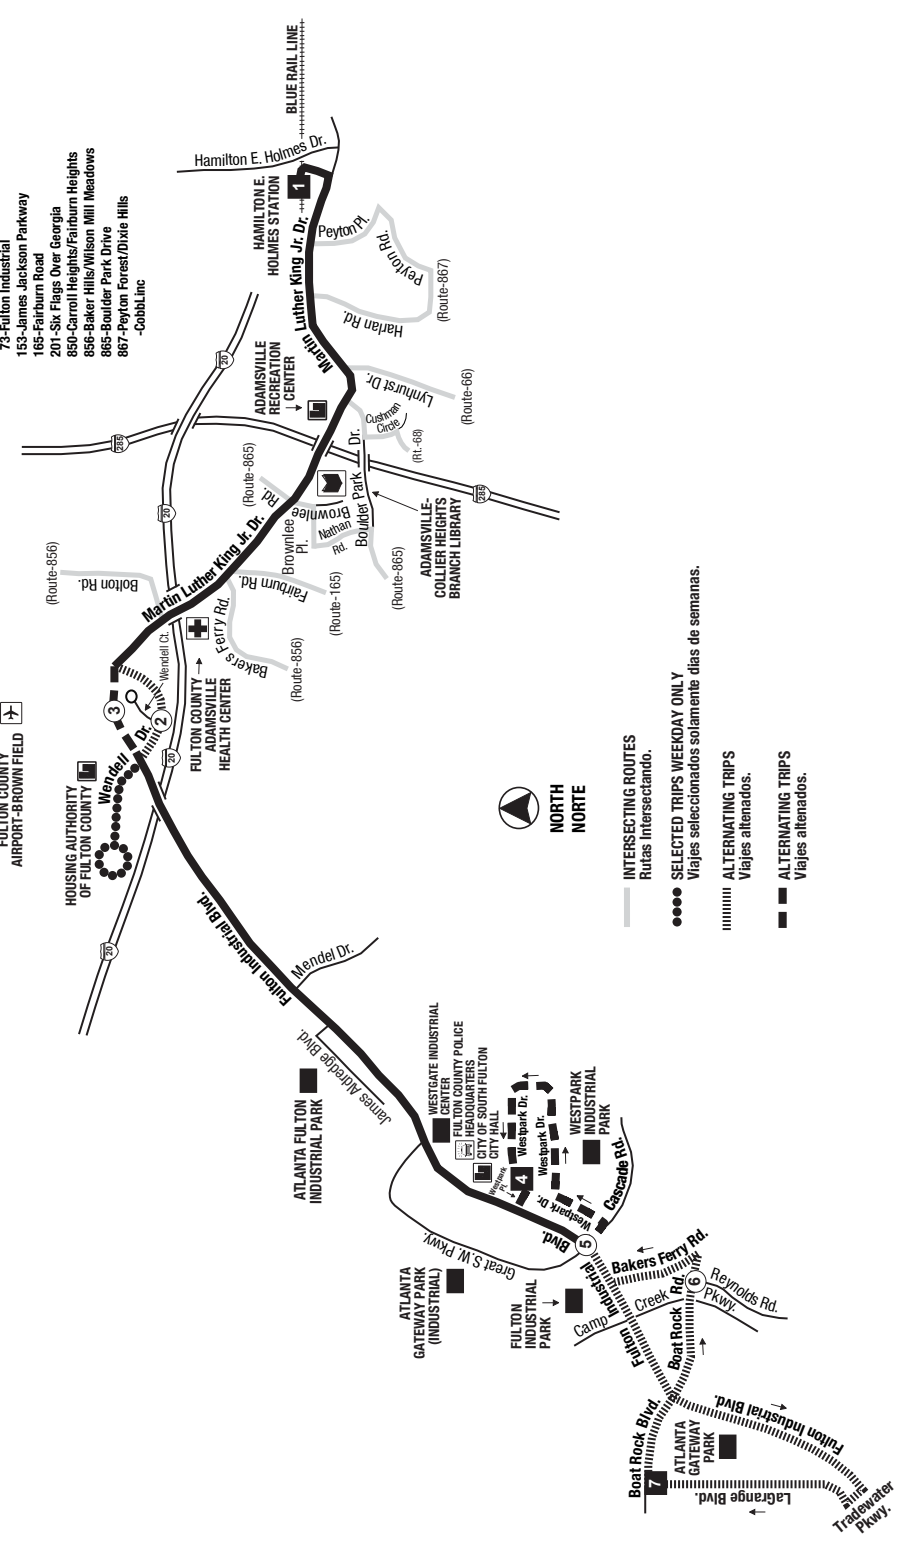 73-Fulton Industrial
153-James Jackson Parkway
165-Fairburn Road
201-Six Flags Over Georgia
850-Carroll Heights/Fairburn Heights
856-Baker Hills/Wilson Mill Meadows
865-Boulder Park Drive
867-Peyton Forest/Dixie Hills
-CobbLinc
BLUE RAIL LINE
Hamilton E. Holmes Dr.
HAMILTON E.
HOLMES STATION
1
Martin Luther King Jr. Dr.
Peyton Pl.
Peyton Rd.
(Route-867)
Harlan Rd.
Lynhurst Dr.
(Route-66)
ADAMSVILLE
RECREATION
CENTER
Cushman
Circle
(Rt.-68)
20
285
285
20
Boulder Park Dr.
ADAMSVILLE-
COLLIER HEIGHTS
BRANCH LIBRARY
(Route-865)
Brownlee
Rd.
Brownlee
Pl.
Nathan
Rd.
(Route-865)
Martin Luther King Jr. Dr.
Fairburn Rd.
(Route-165)
(Route-856)
Bolton Rd.
Bakers Ferry Rd.
(Route-856)
FULTON COUNTY
ADAMSVILLE
HEALTH CENTER
Wendell Ct.
2
3
Wendell Dr.
20
FULTON COUNTY
AIRPORT-BROWN FIELD
HOUSING AUTHORITY
OF FULTON COUNTY
20
Fulton Industrial Blvd.
Mendel Dr.
James Aldredge Blvd.
ATLANTA FULTON
INDUSTRIAL PARK
WESTGATE INDUSTRIAL
CENTER
FULTON COUNTY POLICE
HEADQUARTERS
CITY OF SOUTH FULTON
CITY HALL
Westpark
Pl.
4
Westpark Dr.
Westpark Dr.
Westpark Dr.
WESTPARK
INDUSTRIAL
PARK
Cascade Rd.
Great S.W. Pkwy.
ATLANTA
GATEWAY PARK
(INDUSTRIAL)
5
FULTON
INDUSTRIAL
PARK
Fulton Industrial Blvd.
Bakers Ferry Rd.
Camp Creek Pkwy.
6
Reynolds Rd.
Boat Rock Rd.
Boat Rock Blvd.
Fulton Industrial Blvd.
ATLANTA
GATEWAY
PARK
7
LaGrange Blvd.
Tradewater
Pkwy.
NORTH
NORTE
INTERSECTING ROUTES
Rutas Intersectando.
SELECTED TRIPS WEEKDAY ONLY
Viajes seleccionados solamente dias de semanas.
ALTERNATING TRIPS
Viajes altenados.
ALTERNATING TRIPS
Viajes altenados.